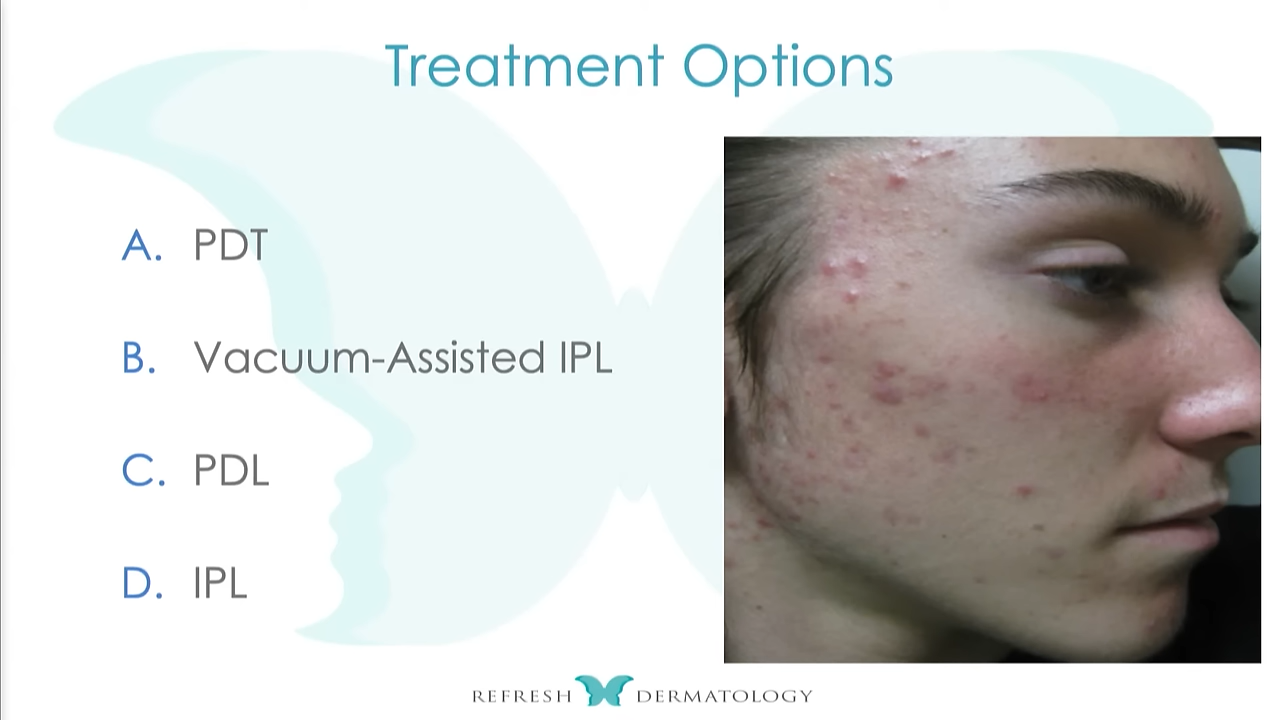 Treatment Options
A. PDT
B. Vacuum-Assisted IPL
C. PDL
D. IPL
REFRESH DERMATOLOGY